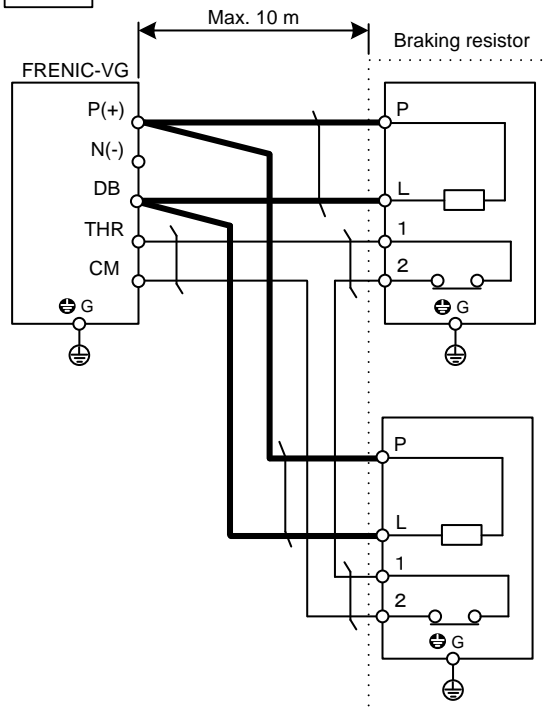 Max. 10 m
Braking resistor
FRENIC-VG
P(+)
N(-)
DB
THR
CM
G
P
L
1
2
G
P
L
1
2
G